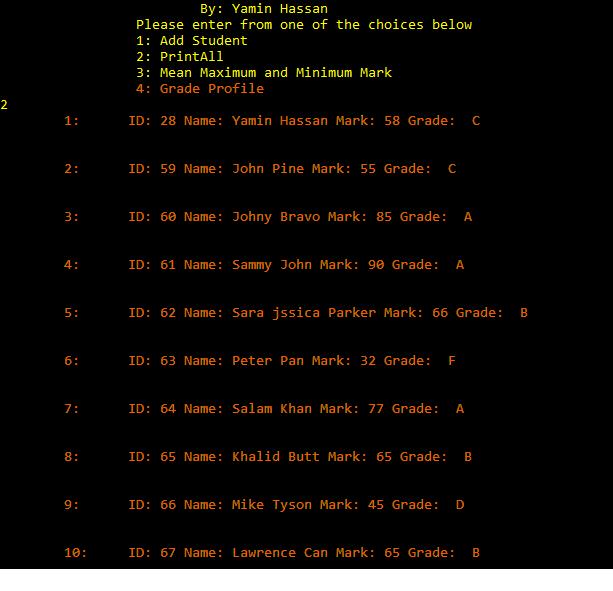 By: Yamin Hassan
Please enter from one of the choices below
1: Add Student
2: PrintAll
3: Mean Maximum and Minimum Mark
4: Grade Profile
2
1: ID: 28 Name: Yamin Hassan Mark: 58 Grade: C
2: ID: 59 Name: John Pine Mark: 55 Grade: C
3: ID: 60 Name: Johny Bravo Mark: 85 Grade: A
4: ID: 61 Name: Sammy John Mark: 90 Grade: A
5: ID: 62 Name: Sara jssica Parker Mark: 66 Grade: B
6: ID: 63 Name: Peter Pan Mark: 32 Grade: F
7: ID: 64 Name: Salam Khan Mark: 77 Grade: A
8: ID: 65 Name: Khalid Butt Mark: 65 Grade: B
9: ID: 66 Name: Mike Tyson Mark: 45 Grade: D
10: ID: 67 Name: Lawrence Can Mark: 65 Grade: B